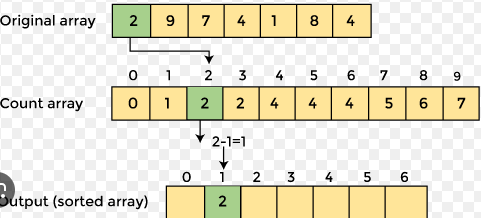 Original array 2 9 7 4 1 8 4
0 1 2 3 4 5 6 7 8 9
Count array 0 1 2 2 4 4 4 5 6 7
2-1=1
0 1 2 3 4 5 6
Output (sorted array) 2